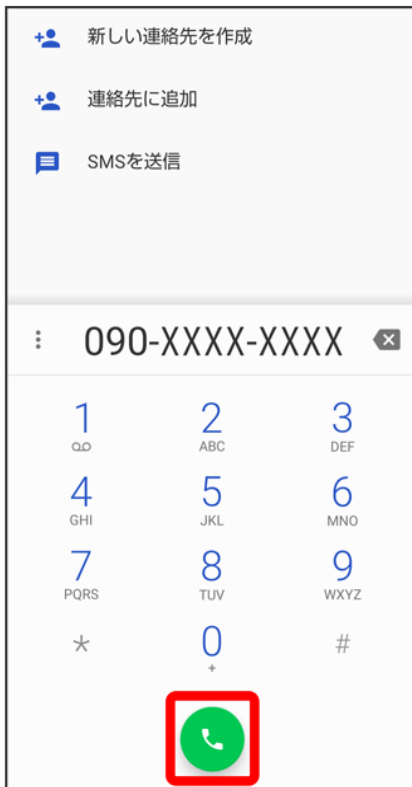 新しい連絡先を作成
連絡先に追加
SMSを送信
090-XXXX-XXXX
1 2 3
ABC DEF
4 5 6
GHI JKL MNO
7 8 9
PQRS TUV WXYZ
* 0 #
+